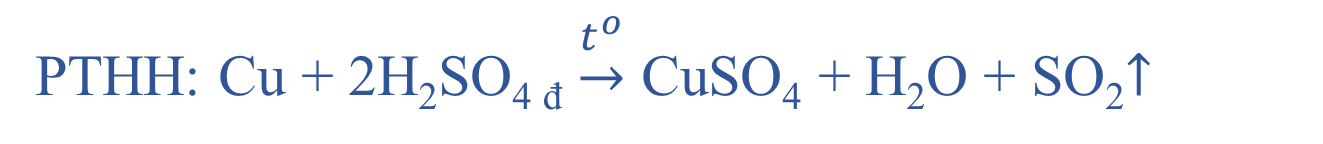 PTHH: Cu + 2H₂SO₄ đ →tᵒ CuSO₄ + H₂O + SO₂↑